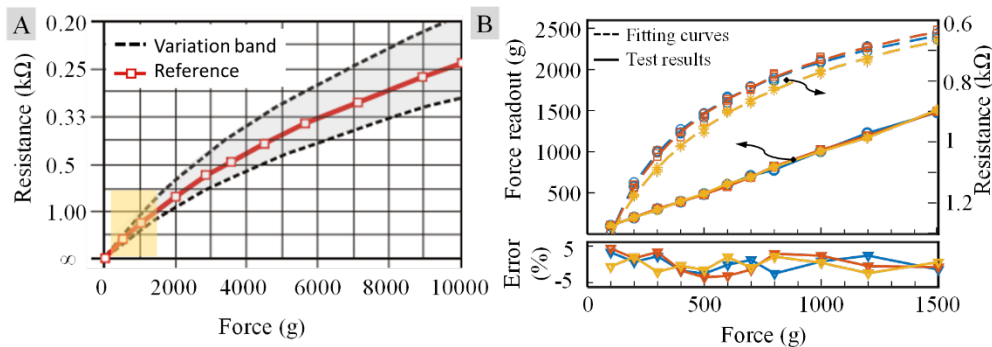 A
Resistance (kΩ)
0.20
0.25
0.33
0.5
1.00
∞
Variation band
Reference
0 2000 4000 6000 8000 10000
Force (g)
B
Force readout (g)
2500
2000
1500
1000
500
Fitting curves
Test results
0.6
0.8
1
1.2
Resistance (kΩ)
Error
(%)
5
-5
0 500 1000 1500
Force (g)